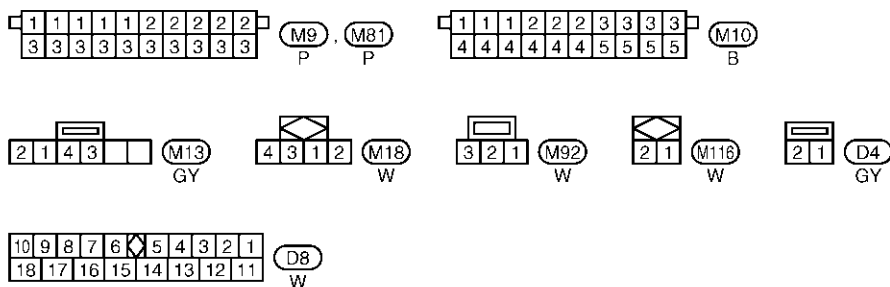 1 1 1 1 1 2 2 2 2 2
3 3 3 3 3 3 3 3 3 3
M9 , M81
P P
1 1 1 2 2 2 3 3 3
4 4 4 4 4 5 5 5 5
M10
B
2 1 4 3
M13
GY
4 3 1 2
M18
W
3 2 1
M92
W
2 1
M116
W
2 1
D4
GY
10 9 8 7 6 5 4 3 2 1
18 17 16 15 14 13 12 11
D8
W